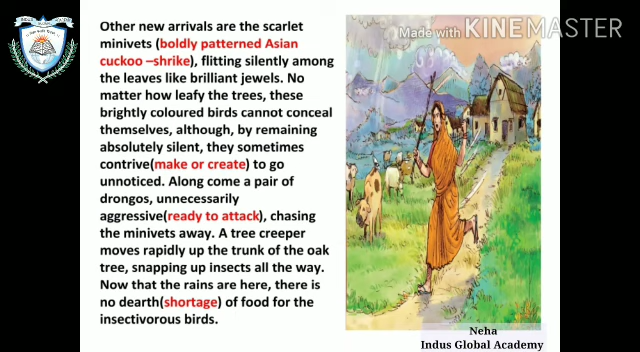 Made with KINEMASTER
Other new arrivals are the scarlet
minivets (boldly patterned Asian
cuckoo –shrike), flitting silently among
the leaves like brilliant jewels. No
matter how leafy the trees, these
brightly coloured birds cannot conceal
themselves, although, by remaining
absolutely silent, they sometimes
contrive(make or create) to go
unnoticed. Along come a pair of
drongos, unnecessarily
aggressive(ready to attack), chasing
the minivets away. A tree creeper
moves rapidly up the trunk of the oak
tree, snapping up insects all the way.
Now that the rains are here, there is
no dearth(shortage) of food for the
insectivorous birds.
Neha
Indus Global Academy